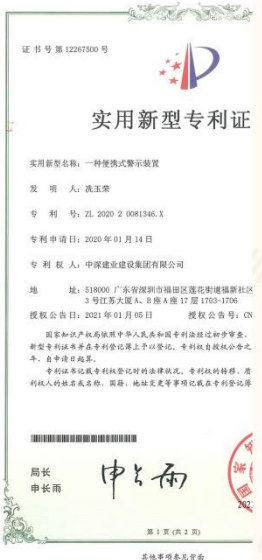 证书号第12267500号
实用新型专利证
实用新型名称：一种便携式警示装置
发明人：冼玉荣
专利号：ZL 2020 2 0081346.X
专利申请日：2020年01月14日
专利权人：中深建业建设集团有限公司
地址：518000 广东省深圳市福田区莲花街道福新社区
3号江苏大厦A、B座A座17层1703-1706
授权公告日：2021年01月05日 授权公告号：CN
国家知识产权局依照中华人民共和国专利法经过初步审查，
新型专利证书并在专利登记簿上予以登记。专利权自授权公告之
年，自申请日起算。
专利证书记载专利权登记时的法律状况。专利权的转移、质
利权人的姓名或名称、国籍、地址变更等事项记载在专利登记簿
局长
申长雨
申长雨
国家
202
第 1 页 (共 2 页)
其他事项参见背面